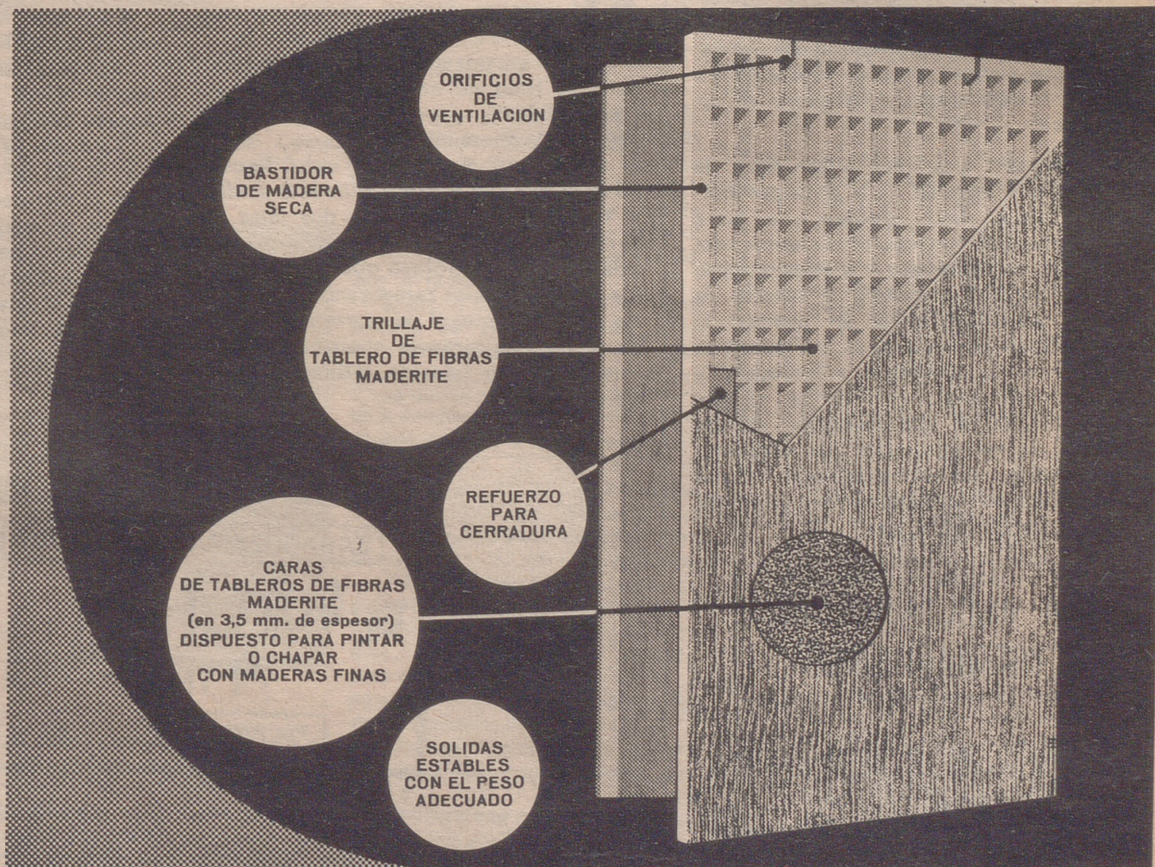 ORIFICIOS
DE
VENTILACION
BASTIDOR
DE MADERA
SECA
TRILLAJE
DE
TABLERO DE FIBRAS
MADERITE
REFUERZO
PARA
CERRADURA
CARAS
DE TABLEROS DE FIBRAS
MADERITE
(en 3,5 mm. de espesor)
DISPUESTO PARA PINTAR
O CHAPAR
CON MADERAS FINAS
SOLIDAS
ESTABLES
CON EL PESO
ADECUADO